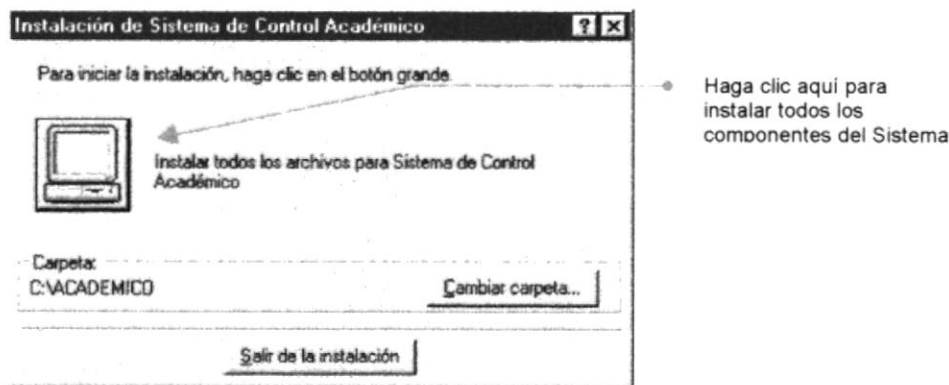 Instalación de Sistema de Control Académico
Para iniciar la instalación, haga clic en el botón grande.
Haga clic aquí para
instalar todos los
componentes del Sistema
Instalar todos los archivos para Sistema de Control
Académico
Carpeta:
C:\ACADEMICO
Cambiar carpeta...
Salir de la instalación